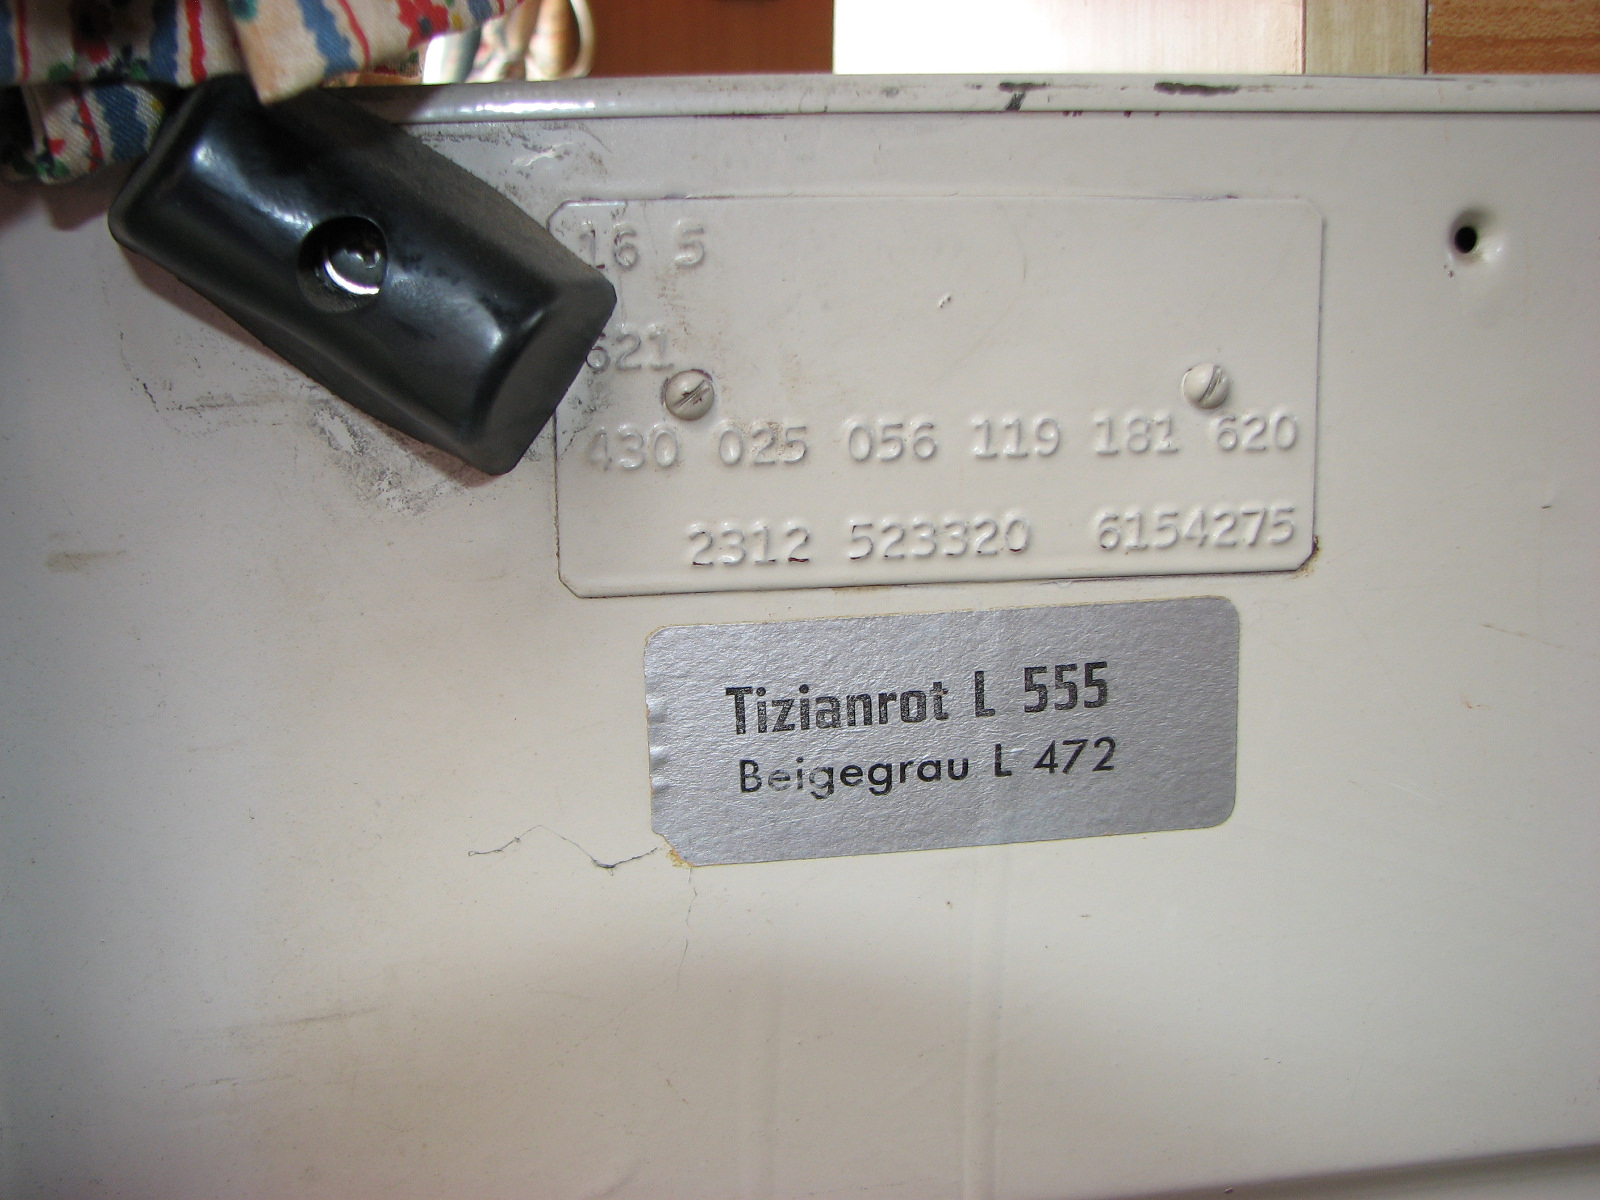 16 5
621
430 025 056 119 181 620
2312 523320 6154275
Tizianrot L 555
Beigegrau L 472